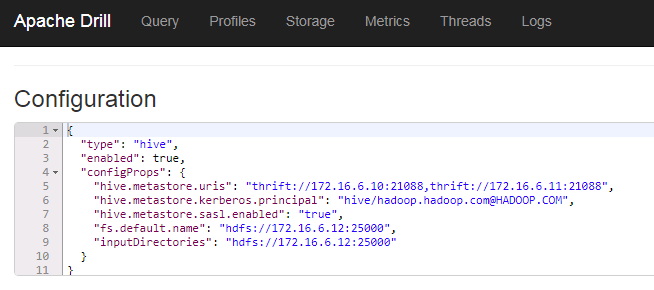 Apache Drill Query Profiles Storage Metrics Threads Logs
Configuration
1 {
2 "type": "hive",
3 "enabled": true,
4 "configProps": {
5 "hive.metastore.uris": "thrift://172.16.6.10:21088,thrift://172.16.6.11:21088",
6 "hive.metastore.kerberos.principal": "hive/hadoop.hadoop.com@HADOOP.COM",
7 "hive.metastore.sasl.enabled": "true",
8 "fs.default.name": "hdfs://172.16.6.12:25000",
9 "inputDirectories": "hdfs://172.16.6.12:25000"
10 }
11 }